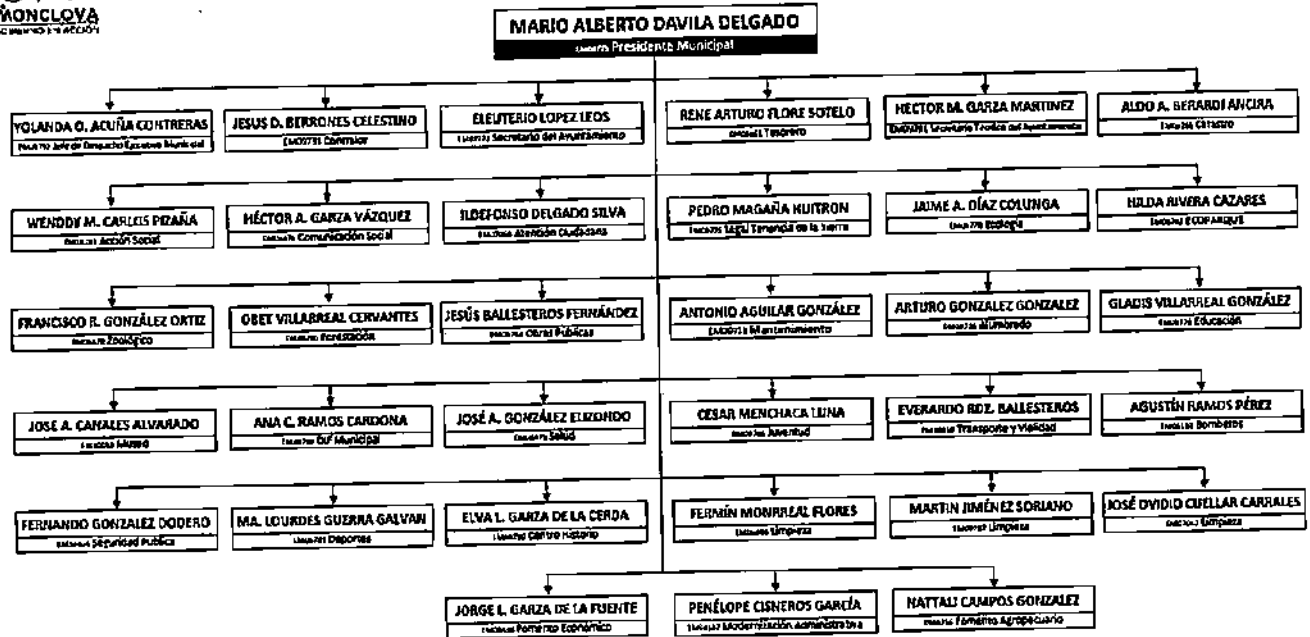 MONCLOVA
MARIO ALBERTO DAVILA DELGADO
Presidente Municipal
YOLANDA O. ACUÑA CONTRERAS
Jefe de Despacho Ejecutivo Municipal
JESUS D. BERRONES CELESTINO
Contralor
ELEUTERIO LOPEZ LEOS
Secretario del Ayuntamiento
RENE ARTURO FLORE SOTELO
Tesorero
HECTOR M. GARZA MARTINEZ
Secretario Tecnico del Ayuntamiento
ALDO A. BERARDI ANCIRA
Catastro
WENDDY M. CARLOS PIZAÑA
Acción Social
HÉCTOR A. GARZA VÁZQUEZ
Comunicación Social
ILDEFONSO DELGADO SILVA
Atención Ciudadana
PEDRO MAGAÑA HUITRON
Legal Tenencia de la Tierra
JAIME A. DÍAZ COLUNGA
Ecología
HILDA RIVERA CAZARES
ECOPARQUE
FRANCISCO R. GONZÁLEZ ORTIZ
Zoológico
OBET VILLARREAL CERVANTES
Forestación
JESÚS BALLESTEROS FERNÁNDEZ
Obras Publicas
ANTONIO AGUILAR GONZÁLEZ
Mantenimiento
ARTURO GONZALEZ GONZALEZ
Alumbrado
GLADIS VILLARREAL GONZÁLEZ
Educación
JOSE A. CANALES ALVARADO
Museo
ANA C. RAMOS CARDONA
DIF Municipal
JOSÉ A. GONZÁLEZ ELIZONDO
Salud
CESAR MENCHACA LUNA
Juventud
EVERARDO RDZ. BALLESTEROS
Transporte y Vialidad
AGUSTÍN RAMOS PÉREZ
Bomberos
FERNANDO GONZALEZ DODERO
Seguridad Publica
MA. LOURDES GUERRA GALVAN
Deportes
ELVA L. GARZA DE LA CERDA
Centro Historio
FERMÍN MONRREAL FLORES
Limpieza
MARTIN JIMÉNEZ SORIANO
Limpieza
JOSÉ OVIDIO CUELLAR CARRALES
Limpieza
JORGE L. GARZA DE LA FUENTE
Fomento Económico
PENÉLOPE CISNEROS GARCÍA
Modernización Administrativa
NATTALI CAMPOS GONZALEZ
Fomento Agropecuario